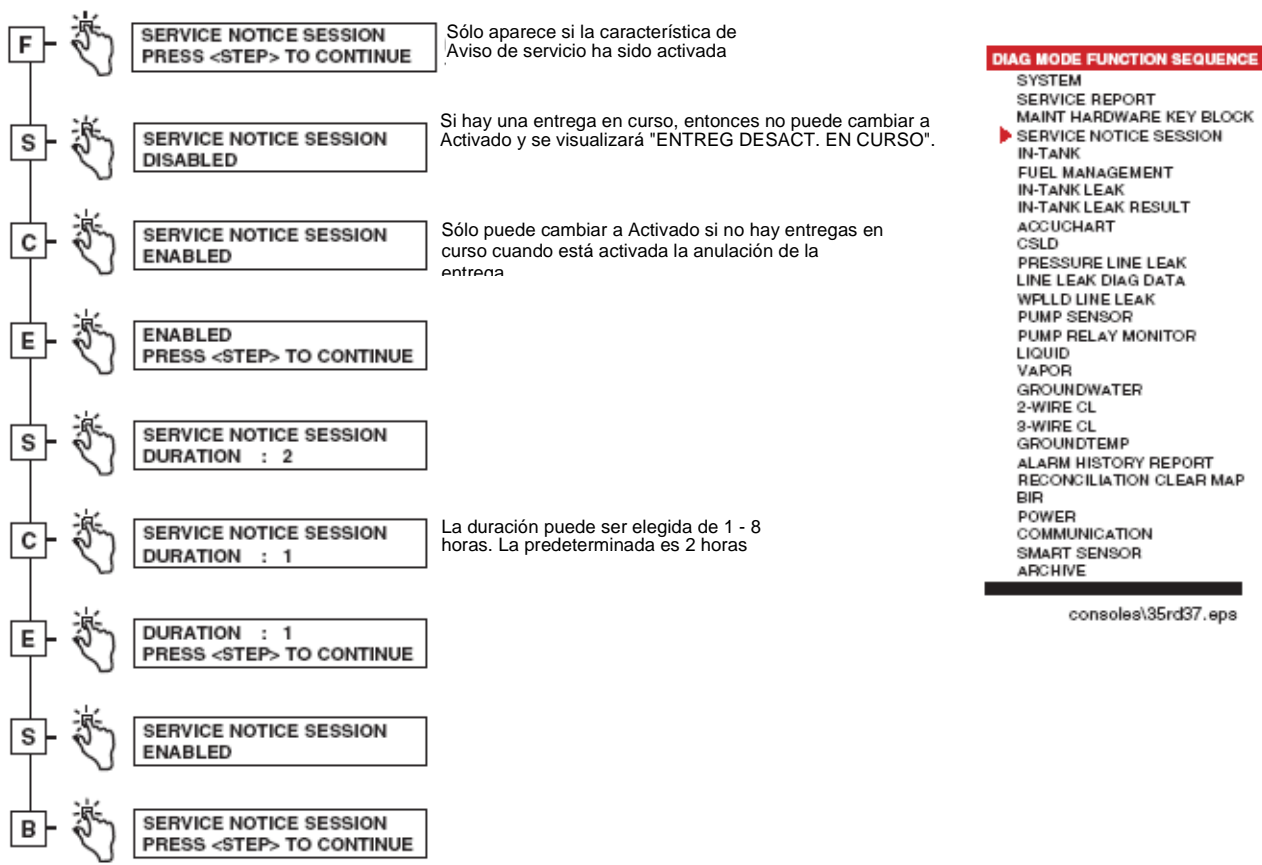 F
SERVICE NOTICE SESSION
PRESS <STEP> TO CONTINUE
Sólo aparece si la característica de
Aviso de servicio ha sido activada
S
SERVICE NOTICE SESSION
DISABLED
Si hay una entrega en curso, entonces no puede cambiar a
Activado y se visualizará "ENTREG DESACT. EN CURSO".
C
SERVICE NOTICE SESSION
ENABLED
Sólo puede cambiar a Activado si no hay entregas en
curso cuando está activada la anulación de la
entrega
E
ENABLED
PRESS <STEP> TO CONTINUE
S
SERVICE NOTICE SESSION
DURATION : 2
C
SERVICE NOTICE SESSION
DURATION : 1
La duración puede ser elegida de 1 - 8
horas. La predeterminada es 2 horas
E
DURATION : 1
PRESS <STEP> TO CONTINUE
S
SERVICE NOTICE SESSION
ENABLED
B
SERVICE NOTICE SESSION
PRESS <STEP> TO CONTINUE
DIAG MODE FUNCTION SEQUENCE
SYSTEM
SERVICE REPORT
MAINT HARDWARE KEY BLOCK
SERVICE NOTICE SESSION
IN-TANK
FUEL MANAGEMENT
IN-TANK LEAK
IN-TANK LEAK RESULT
ACCUCHART
CSLD
PRESSURE LINE LEAK
LINE LEAK DIAG DATA
WPLLD LINE LEAK
PUMP SENSOR
PUMP RELAY MONITOR
LIQUID
VAPOR
GROUNDWATER
2-WIRE CL
3-WIRE CL
GROUNDTEMP
ALARM HISTORY REPORT
RECONCILIATION CLEAR MAP
BIR
POWER
COMMUNICATION
SMART SENSOR
ARCHIVE
consoles\35rd37.eps